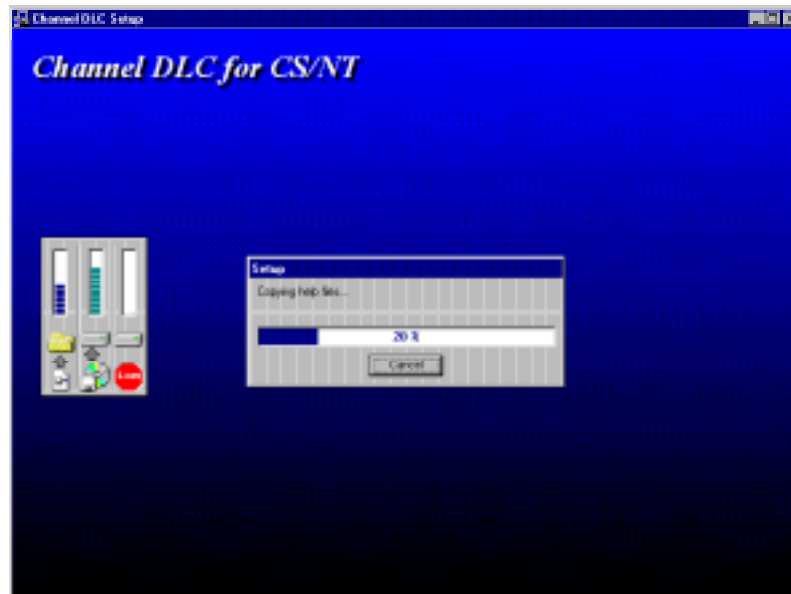 Channel DLC Setup
Channel DLC for CS/NT
Setup
Copying help files...
20 %
Cancel